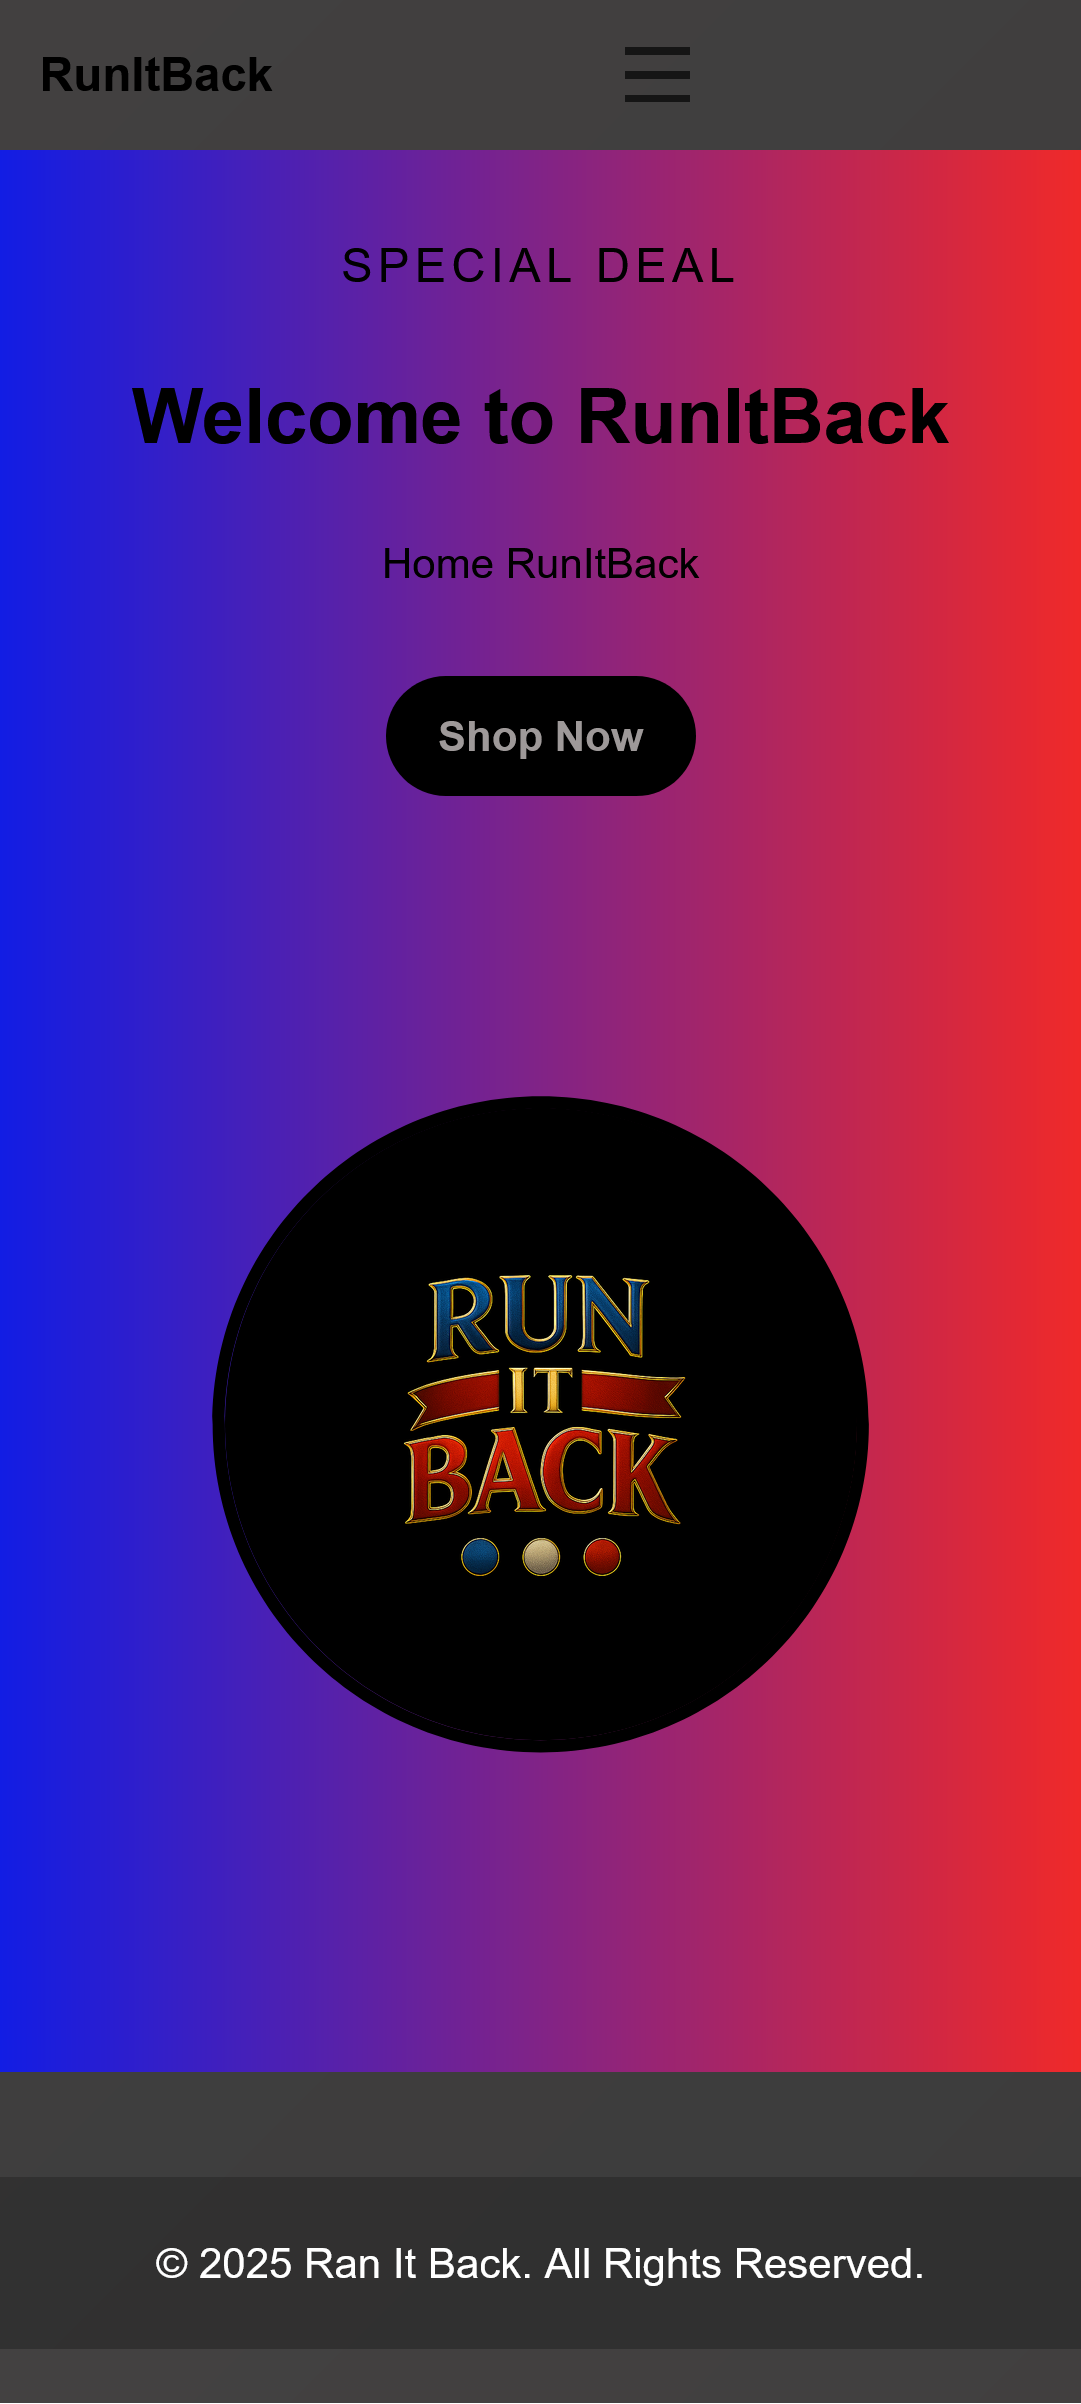 RunItBack
SPECIAL DEAL
Welcome to RunItBack
Home RunItBack
Shop Now
RUN
IT
BACK
© 2025 Ran It Back. All Rights Reserved.